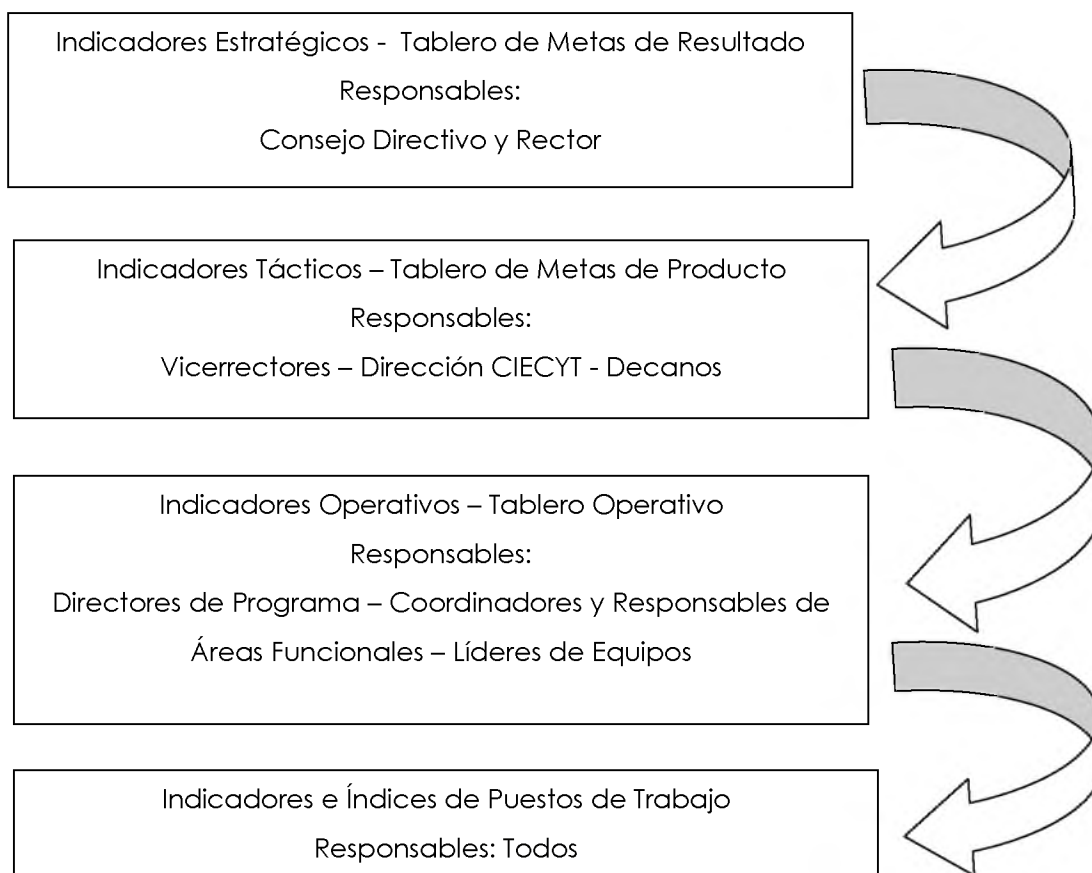 Indicadores Estratégicos - Tablero de Metas de Resultado
Responsables:
Consejo Directivo y Rector
Indicadores Tácticos – Tablero de Metas de Producto
Responsables:
Vicerrectores – Dirección CIECYT - Decanos
Indicadores Operativos – Tablero Operativo
Responsables:
Directores de Programa – Coordinadores y Responsables de
Áreas Funcionales – Líderes de Equipos
Indicadores e Índices de Puestos de Trabajo
Responsables: Todos